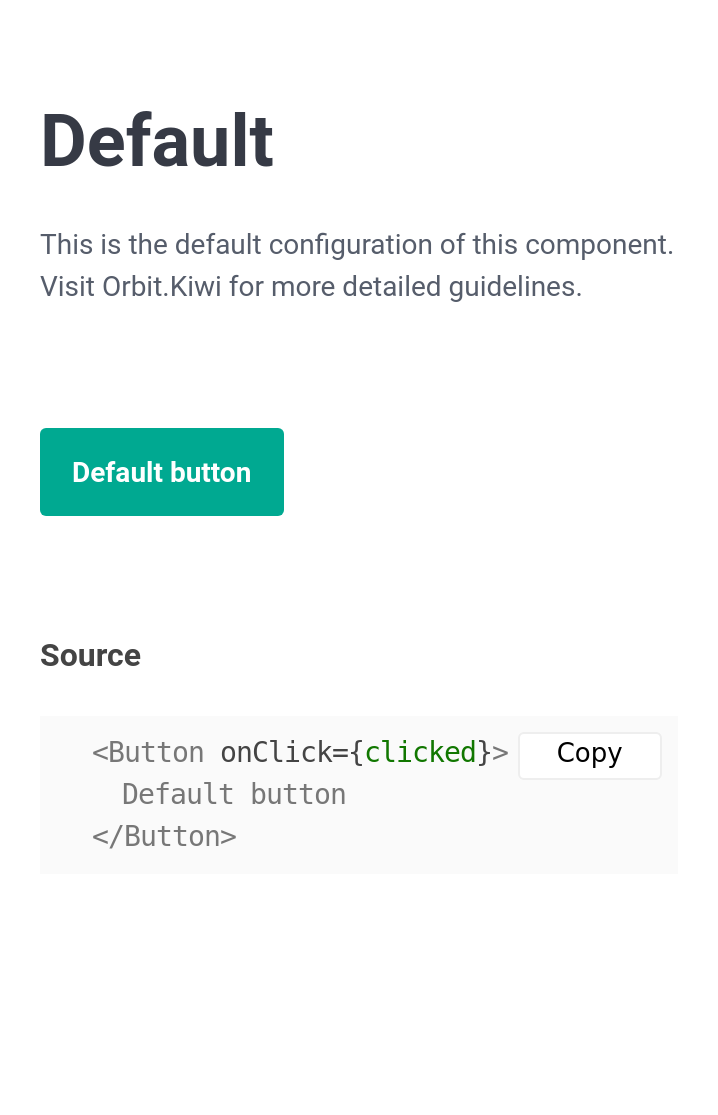 Default
This is the default configuration of this component.
Visit Orbit.Kiwi for more detailed guidelines.
Default button
Source
<Button onClick={clicked}>
Copy
Default button
</Button>